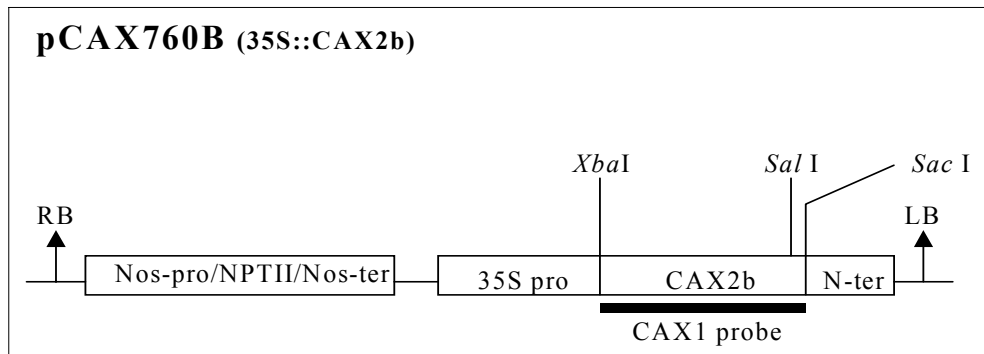 pCAX760B (35S::CAX2b)
XbaI
Sal I
Sac I
RB
LB
Nos-pro/NPTII/Nos-ter
35S pro
CAX2b
N-ter
CAX1 probe